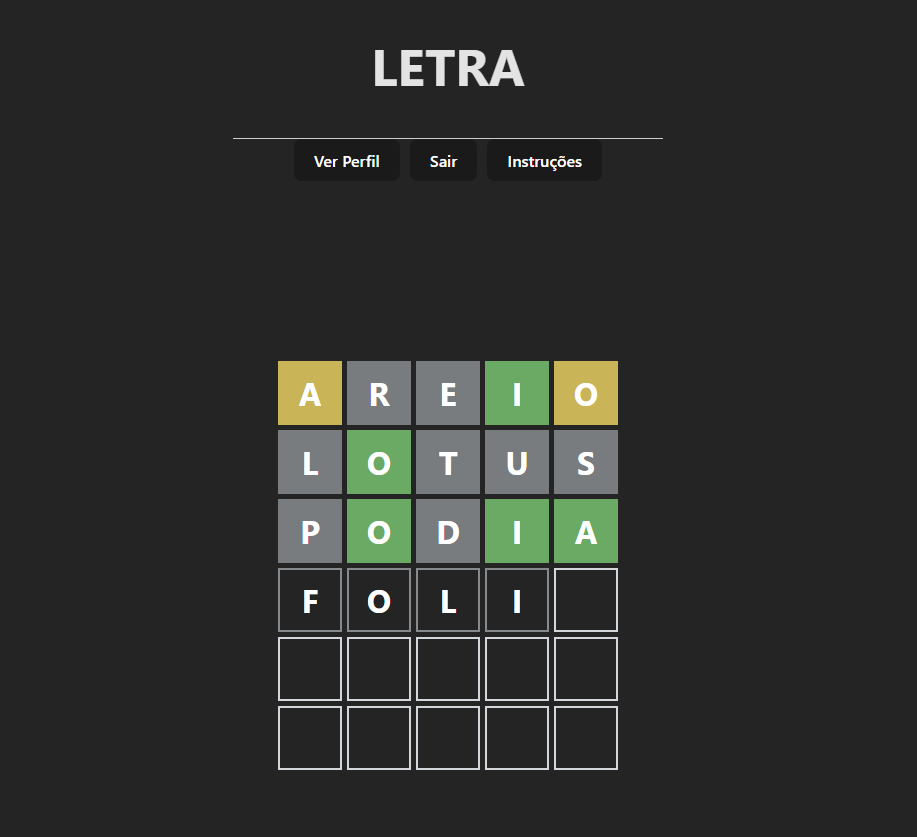 LETRA
Ver Perfil Sair Instruções
A R E I O
L O T U S
P O D I A
F O L I